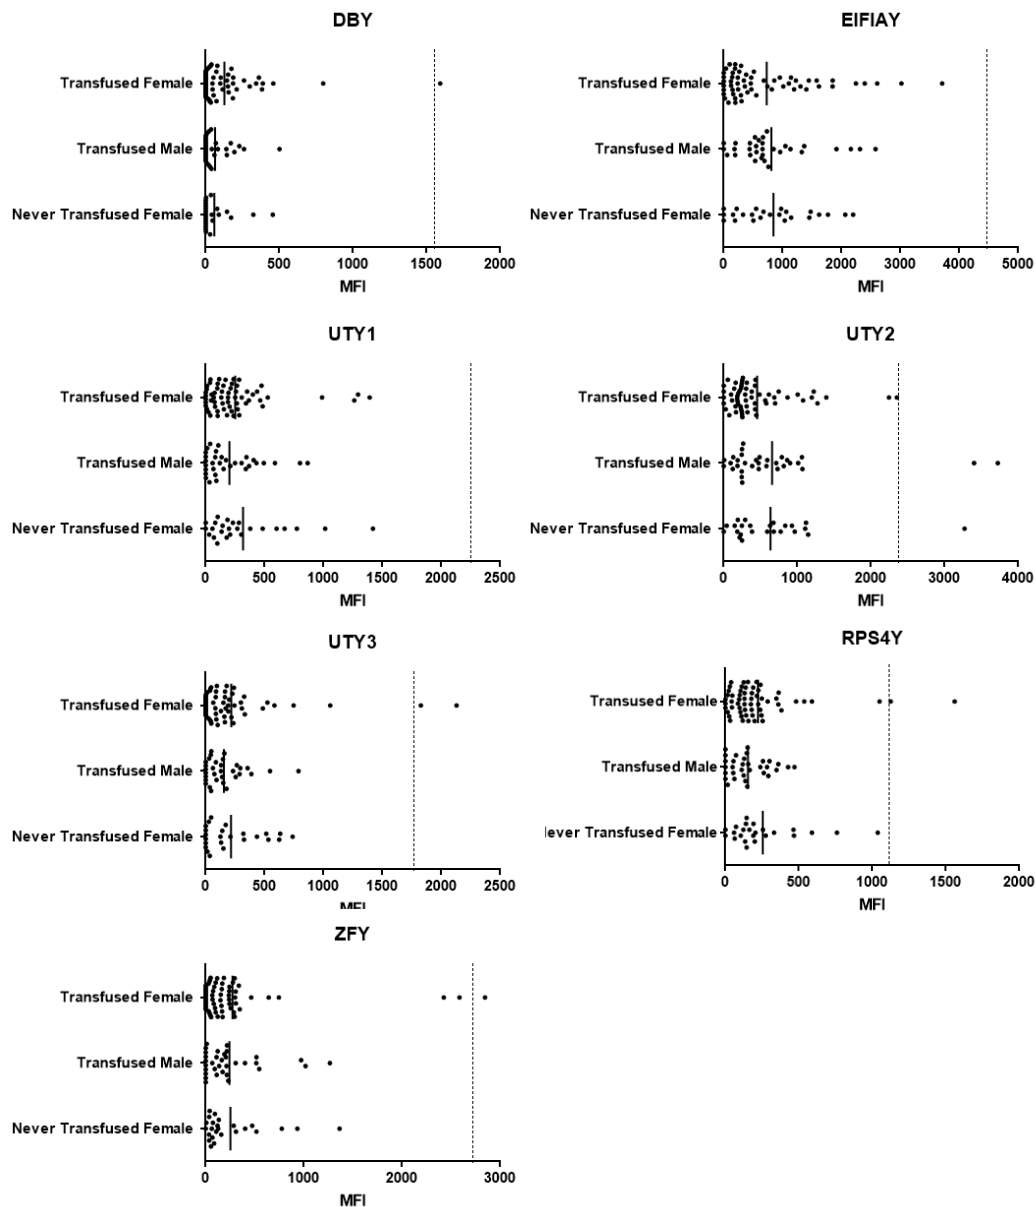 DBY
Transfused Female
Transfused Male
Never Transfused Female
0 500 1000 1500 2000
MFI
EIFIAY
Transfused Female
Transfused Male
Never Transfused Female
0 1000 2000 3000 4000 5000
MFI
UTY1
Transfused Female
Transfused Male
Never Transfused Female
0 500 1000 1500 2000 2500
MFI
UTY2
Transfused Female
Transfused Male
Never Transfused Female
0 1000 2000 3000 4000
MFI
UTY3
Transfused Female
Transfused Male
Never Transfused Female
0 500 1000 1500 2000 2500
MFI
RPS4Y
Transused Female
Transfused Male
lever Transfused Female
0 500 1000 1500 2000
MFI
ZFY
Transfused Female
Transfused Male
Never Transfused Female
0 1000 2000 3000
MFI